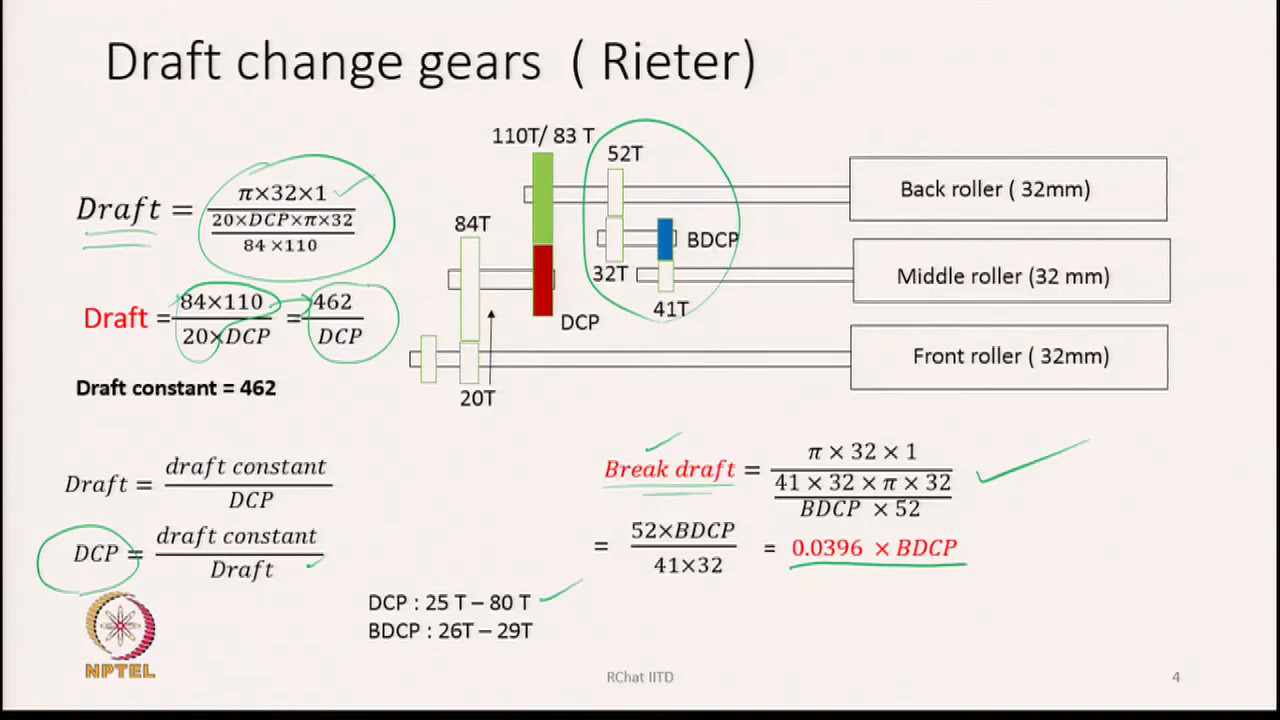 Draft change gears ( Rieter)
Draft = π×32×1 / (20×DCP×π×32 / 84 ×110)
Draft = 84×110 / 20×DCP = 462 / DCP
Draft constant = 462
Draft = draft constant / DCP
DCP = draft constant / Draft
110T/ 83 T
52T
84T
BDCP
32T
41T
DCP
20T
Back roller ( 32mm)
Middle roller (32 mm)
Front roller ( 32mm)
Break draft = π × 32 × 1 / (41 × 32 × π × 32 / BDCP × 52)
= 52×BDCP / 41×32 = 0.0396 × BDCP
DCP : 25 T – 80 T
BDCP : 26T – 29T
NPTEL
RChat IITD
4